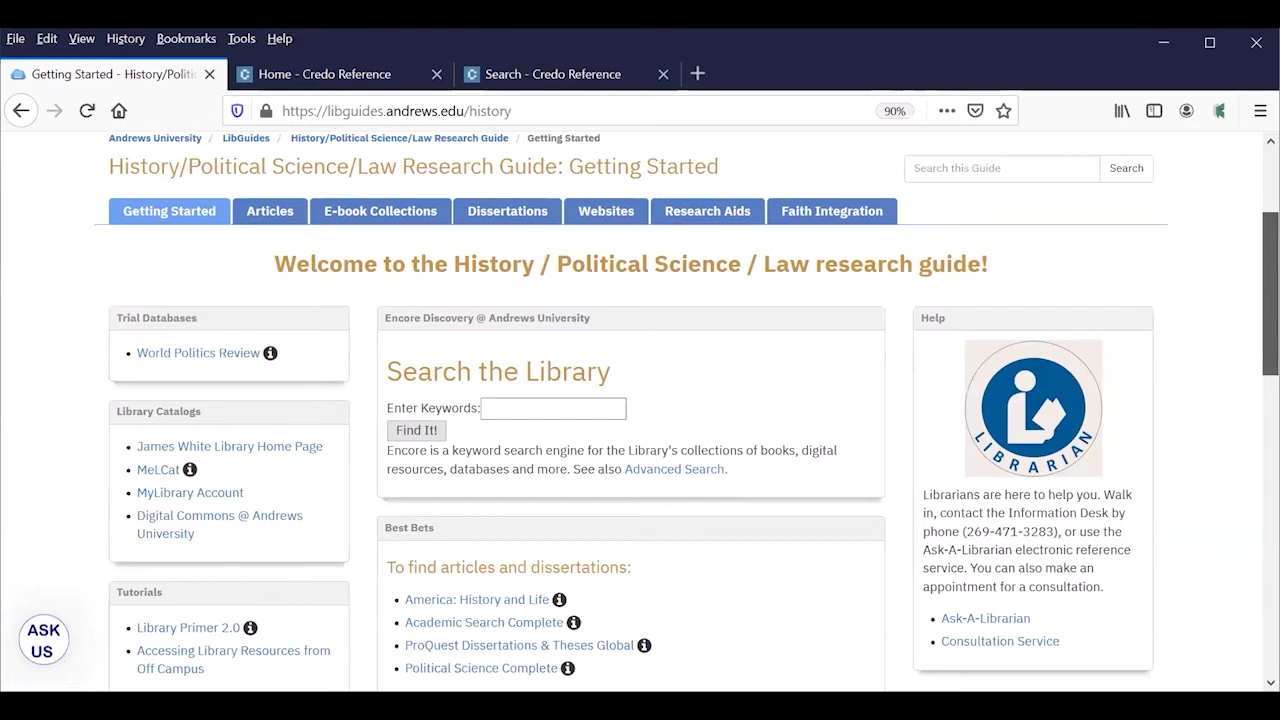 File Edit View History Bookmarks Tools Help
Getting Started - History/Politi
Home - Credo Reference
Search - Credo Reference
https://libguides.andrews.edu/history
90%
Andrews University / LibGuides / History/Political Science/Law Research Guide / Getting Started
History/Political Science/Law Research Guide: Getting Started
Search this Guide
Search
Getting Started
Articles
E-book Collections
Dissertations
Websites
Research Aids
Faith Integration
Welcome to the History / Political Science / Law research guide!
Trial Databases
World Politics Review
Library Catalogs
James White Library Home Page
MeLCat
MyLibrary Account
Digital Commons @ Andrews
University
Tutorials
Library Primer 2.0
Accessing Library Resources from
Off Campus
ASK
US
Encore Discovery @ Andrews University
Search the Library
Enter Keywords:
Find It!
Encore is a keyword search engine for the Library's collections of books, digital
resources, databases and more. See also Advanced Search.
Best Bets
To find articles and dissertations:
America: History and Life
Academic Search Complete
ProQuest Dissertations & Theses Global
Political Science Complete
Help
LIBRARIAN
Librarians are here to help you. Walk
in, contact the Information Desk by
phone (269-471-3283), or use the
Ask-A-Librarian electronic reference
service. You can also make an
appointment for a consultation.
Ask-A-Librarian
Consultation Service